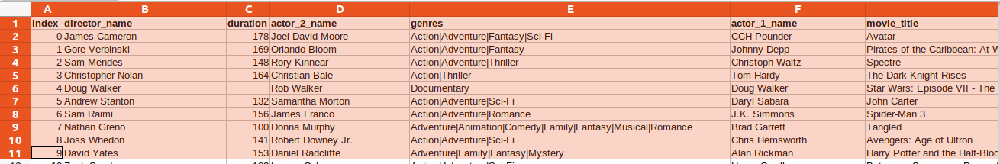 A B C D E F
1 index director_name duration actor_2_name genres actor_1_name movie_title
2 0 James Cameron 178 Joel David Moore Action|Adventure|Fantasy|Sci-Fi CCH Pounder Avatar
3 1 Gore Verbinski 169 Orlando Bloom Action|Adventure|Fantasy Johnny Depp Pirates of the Caribbean: At
4 2 Sam Mendes 148 Rory Kinnear Action|Adventure|Thriller Christoph Waltz Spectre
5 3 Christopher Nolan 164 Christian Bale Action|Thriller Tom Hardy The Dark Knight Rises
6 4 Doug Walker Rob Walker Documentary Doug Walker Star Wars: Episode VII - The
7 5 Andrew Stanton 132 Samantha Morton Action|Adventure|Sci-Fi Daryl Sabara John Carter
8 6 Sam Raimi 156 James Franco Action|Adventure|Romance J.K. Simmons Spider-Man 3
9 7 Nathan Greno 100 Donna Murphy Adventure|Animation|Comedy|Family|Fantasy|Musical|Romance Brad Garrett Tangled
10 8 Joss Whedon 141 Robert Downey Jr. Action|Adventure|Sci-Fi Chris Hemsworth Avengers: Age of Ultron
11 9 David Yates 153 Daniel Radcliffe Adventure|Family|Fantasy|Mystery Alan Rickman Harry Potter and the Half-Bloo